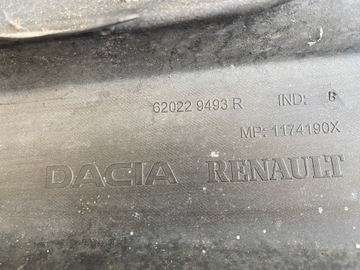 62022 9493 R IND: B
MP: 1174190X
DACIA RENAULT